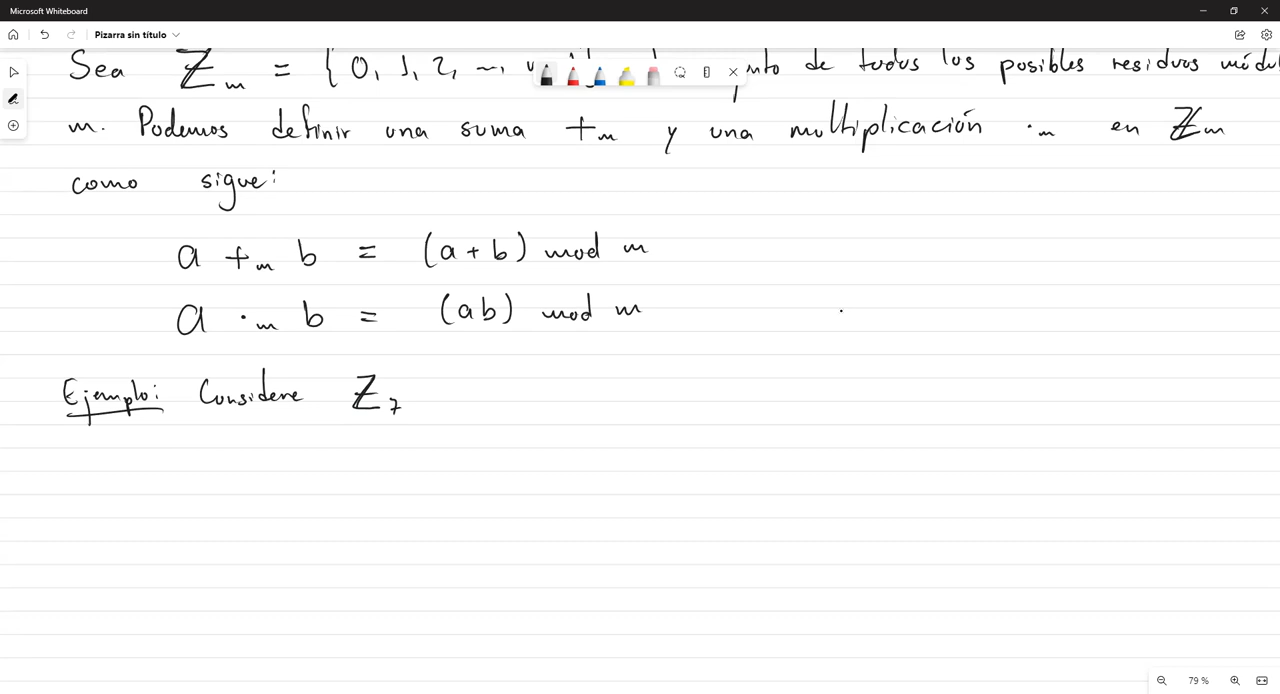 Microsoft Whiteboard
Pizarra sin título
Sea ℤₘ = {0, 1, 2, ..., de todos los posibles residuos módul
m. Podemos definir una suma +ₘ y una multiplicación ·ₘ en ℤₘ
como sigue:
a +ₘ b = (a + b) mod m
a ·ₘ b = (ab) mod m
Ejemplo: Considere ℤ₇
79 %